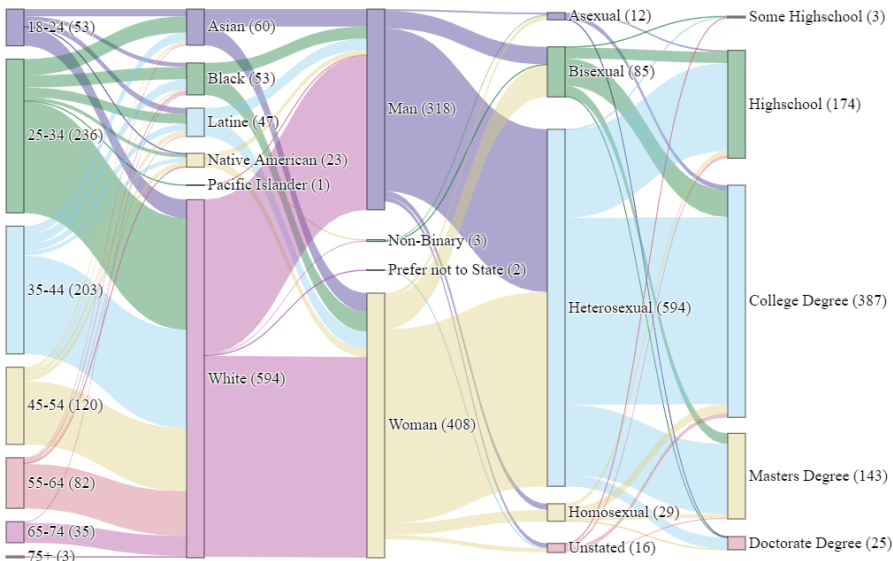 18-24 (53)
25-34 (236)
35-44 (203)
45-54 (120)
55-64 (82)
65-74 (35)
75+ (3)
Asian (60)
Black (53)
Latine (47)
Native American (23)
Pacific Islander (1)
White (594)
Man (318)
Non-Binary (3)
Prefer not to State (2)
Woman (408)
Asexual (12)
Bisexual (85)
Heterosexual (594)
Homosexual (29)
Unstated (16)
Some Highschool (3)
Highschool (174)
College Degree (387)
Masters Degree (143)
Doctorate Degree (25)